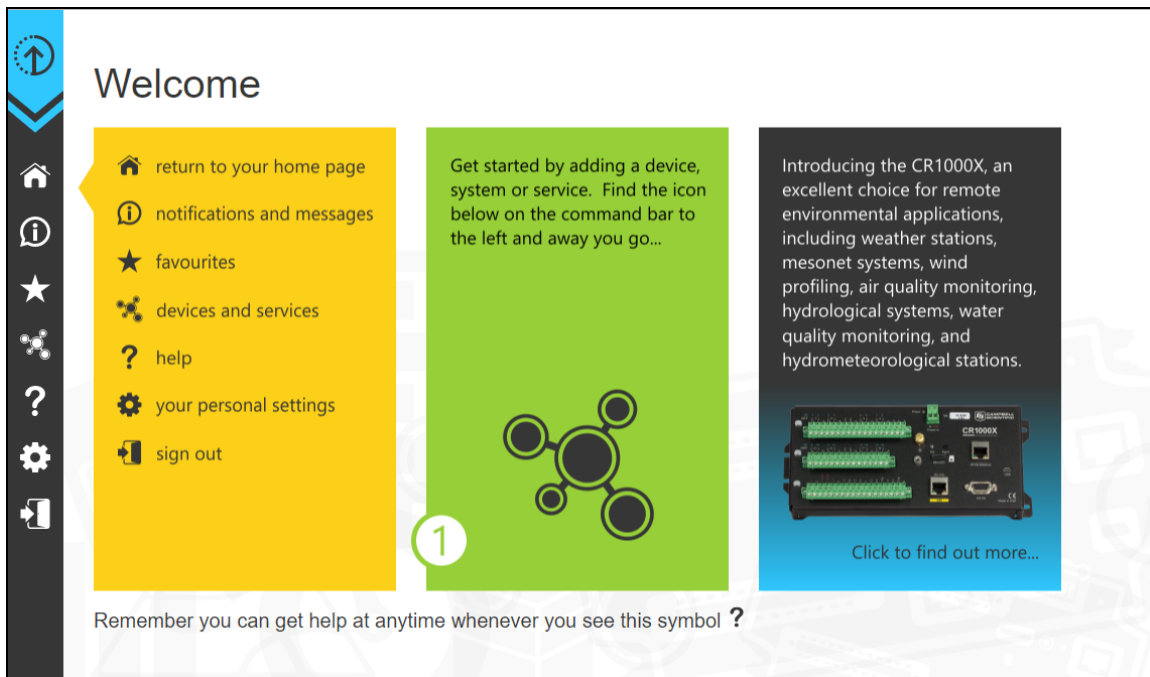 Welcome
return to your home page
notifications and messages
favourites
devices and services
? help
your personal settings
sign out
Get started by adding a device,
system or service. Find the icon
below on the command bar to
the left and away you go...
1
Introducing the CR1000X, an
excellent choice for remote
environmental applications,
including weather stations,
mesonet systems, wind
profiling, air quality monitoring,
hydrological systems, water
quality monitoring, and
hydrometeorological stations.
CAMPBELL
SCIENTIFIC
CR1000X
Click to find out more...
?
Remember you can get help at anytime whenever you see this symbol ?